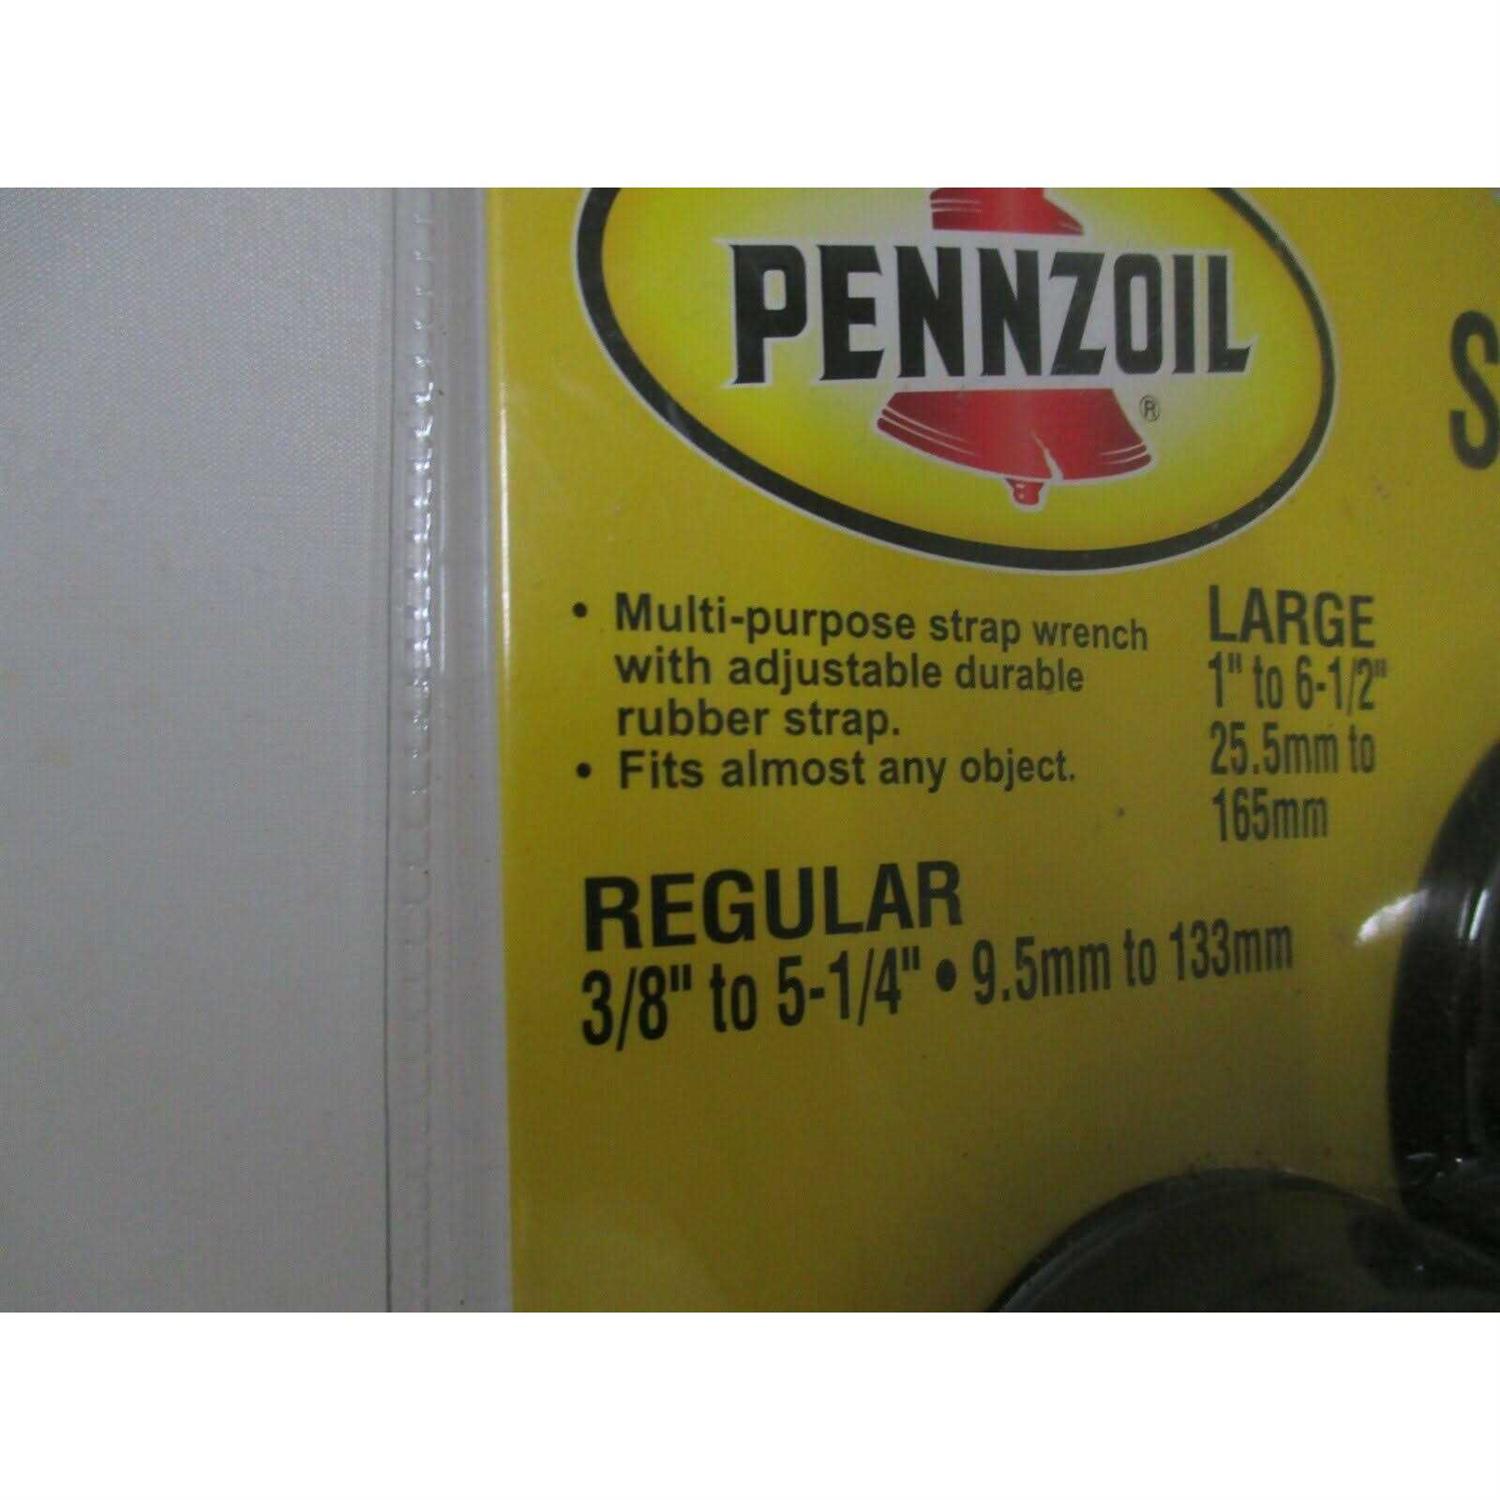 PENNZOIL
®
S
• Multi-purpose strap wrench
with adjustable durable
rubber strap.
• Fits almost any object.
LARGE
1" to 6-1/2"
25.5mm to
165mm
REGULAR
3/8" to 5-1/4" • 9.5mm to 133mm